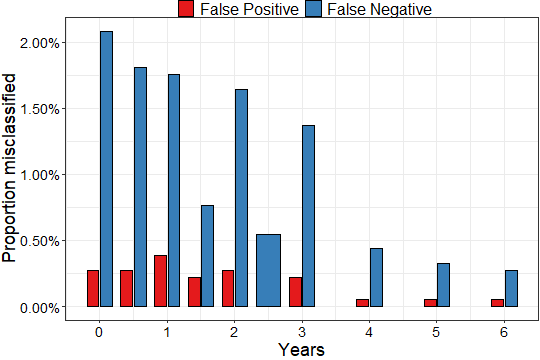 False Positive False Negative
Proportion misclassified
2.00%
1.50%
1.00%
0.50%
0.00%
0 1 2 3 4 5 6
Years